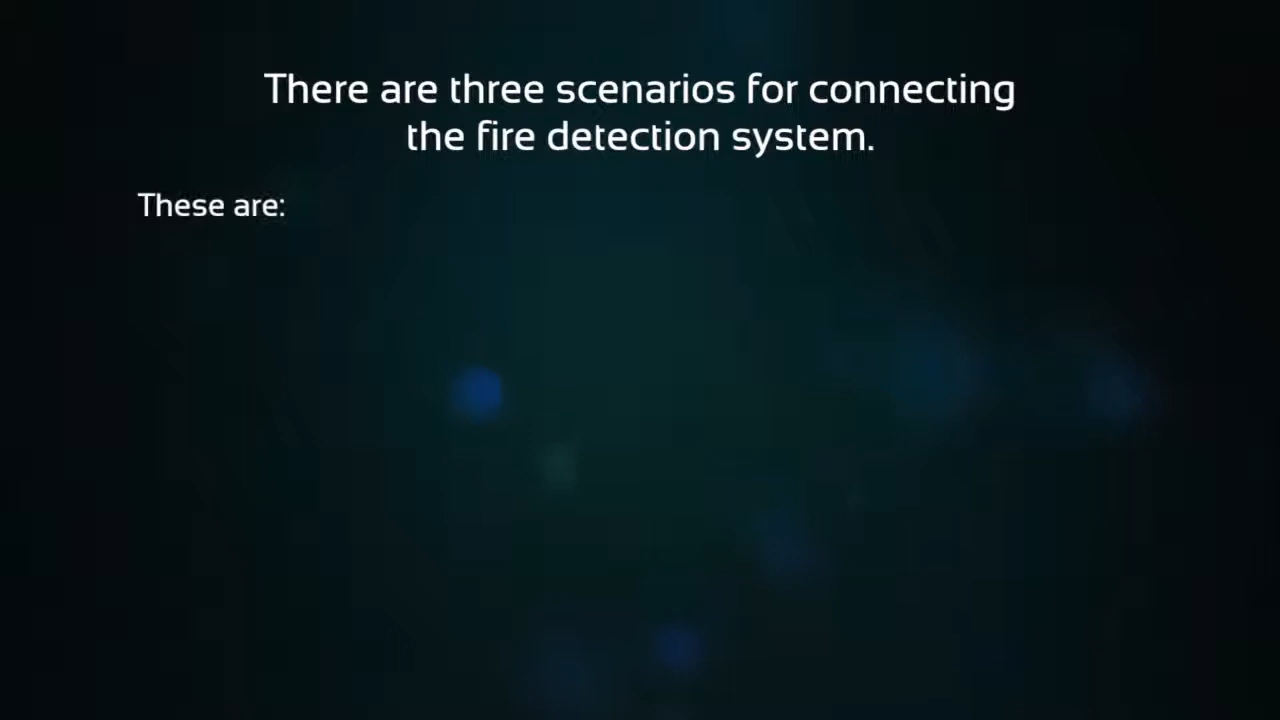 There are three scenarios for connecting
the fire detection system.
These are: